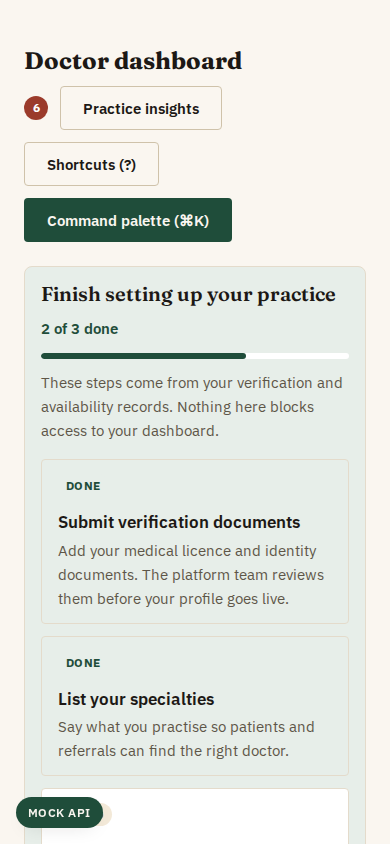 Doctor dashboard
6 Practice insights
Shortcuts (?)
Command palette (⌘K)
Finish setting up your practice
2 of 3 done
These steps come from your verification and
availability records. Nothing here blocks
access to your dashboard.
DONE
Submit verification documents
Add your medical licence and identity
documents. The platform team reviews
them before your profile goes live.
DONE
List your specialties
Say what you practise so patients and
referrals can find the right doctor.
MOCK API